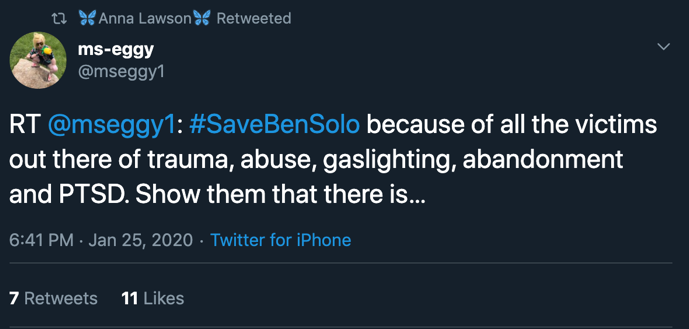 🦋Anna Lawson🦋 Retweeted
ms-eggy
@mseggy1
RT @mseggy1: #SaveBenSolo because of all the victims
out there of trauma, abuse, gaslighting, abandonment
and PTSD. Show them that there is...
6:41 PM · Jan 25, 2020 · Twitter for iPhone
7 Retweets 11 Likes